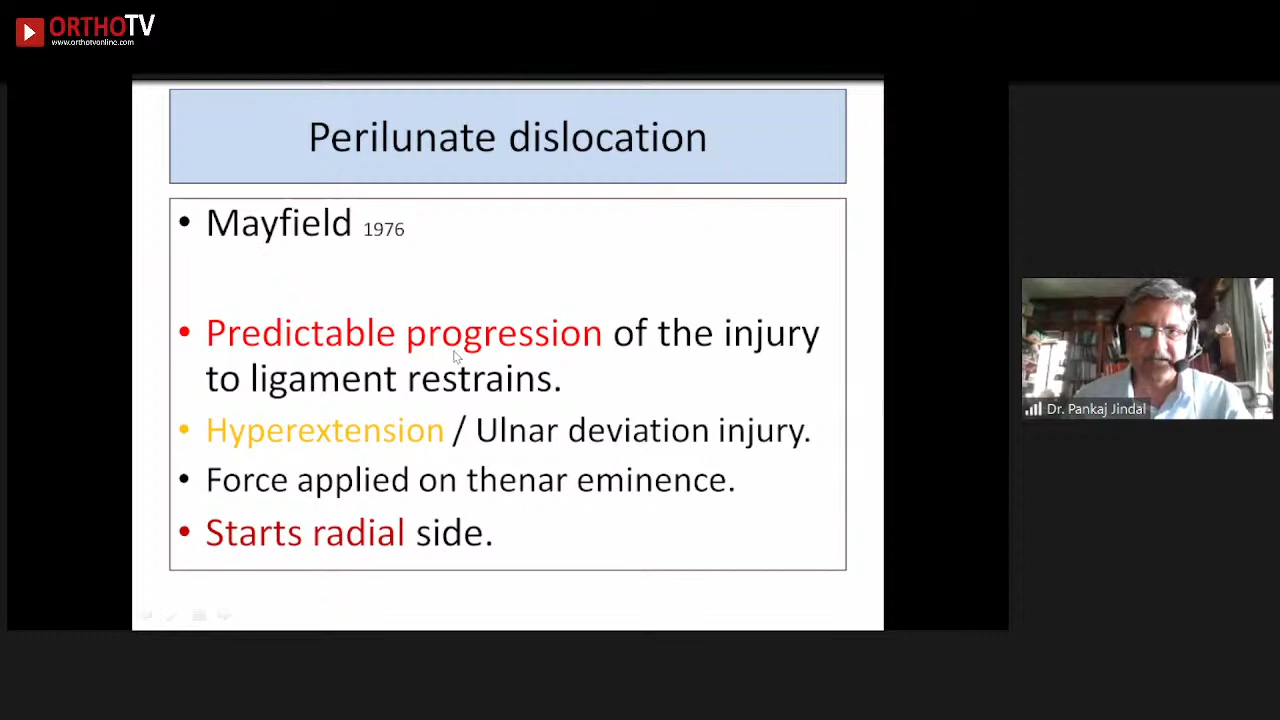 ORTHOTV
www.orthotvonline.com
Perilunate dislocation
• Mayfield 1976
• Predictable progression of the injury
to ligament restrains.
• Hyperextension / Ulnar deviation injury.
• Force applied on thenar eminence.
• Starts radial side.
Dr. Pankaj Jindal